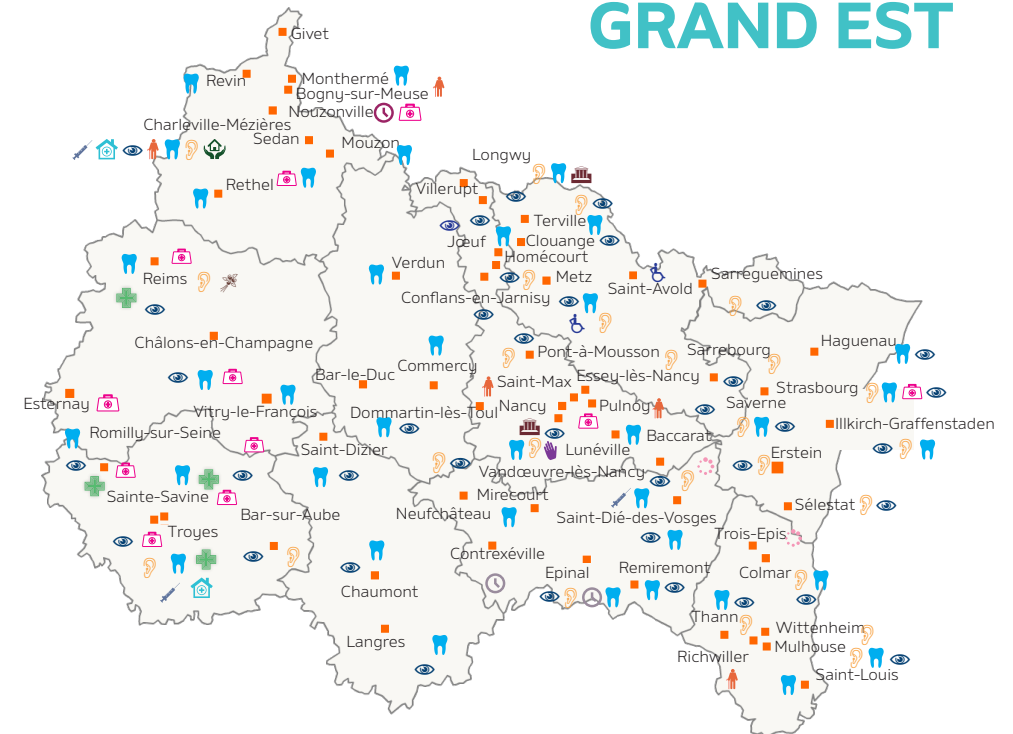 GRAND EST
Givet
Revin
Monthermé
Bogny-sur-Meuse
Nouzonville
Charleville-Mézières
Sedan
Mouzon
Longwy
Rethel
Villerupt
Terville
Jœuf
Clouange
Homécourt
Verdun
Metz
Reims
Saint-Avold
Sarreguemines
Conflans-en-Jarnisy
Châlons-en-Champagne
Haguenau
Pont-à-Mousson
Sarrebourg
Commercy
Bar-le-Duc
Saint-Max
Essey-lès-Nancy
Strasbourg
Esternay
Vitry-le-François
Dommartin-lès-Toul
Nancy
Pulnoy
Saverne
Illkirch-Graffenstaden
Romilly-sur-Seine
Saint-Dizier
Lunéville
Baccarat
Erstein
Vandœuvre-lès-Nancy
Sainte-Savine
Mirecourt
Bar-sur-Aube
Neufchâteau
Saint-Dié-des-Vosges
Sélestat
Troyes
Trois-Epis
Contrexéville
Epinal
Remiremont
Colmar
Chaumont
Thann
Wittenheim
Langres
Mulhouse
Richwiller
Saint-Louis